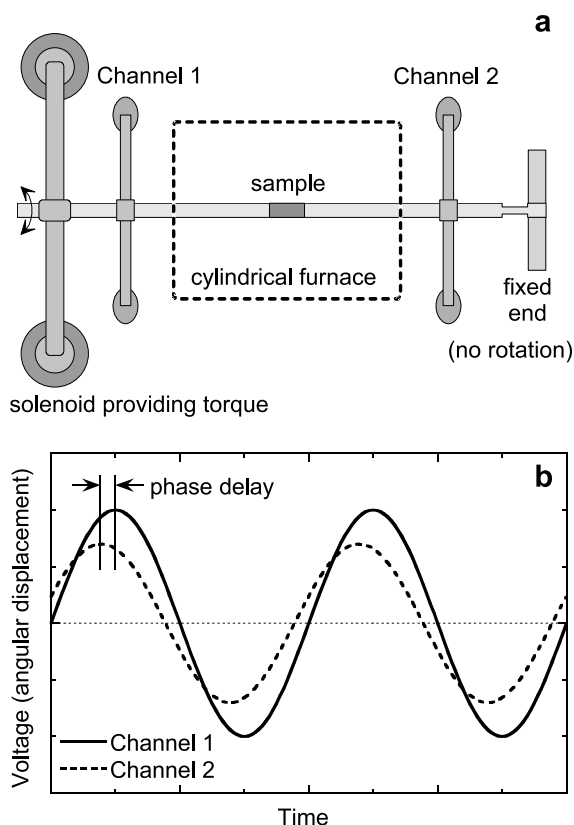 a
Channel 1
Channel 2
sample
cylindrical furnace
fixed
end
(no rotation)
solenoid providing torque
b
phase delay
Voltage (angular displacement)
Channel 1
Channel 2
Time